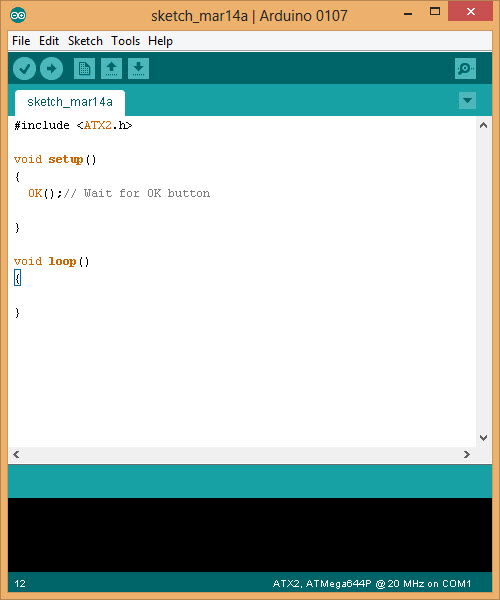 sketch_mar14a | Arduino 0107
File Edit Sketch Tools Help
sketch_mar14a
#include <ATX2.h>
void setup()
{
  OK();// Wait for OK button
}
void loop()
{
}
12
ATX2, ATMega644P @ 20 MHz on COM1